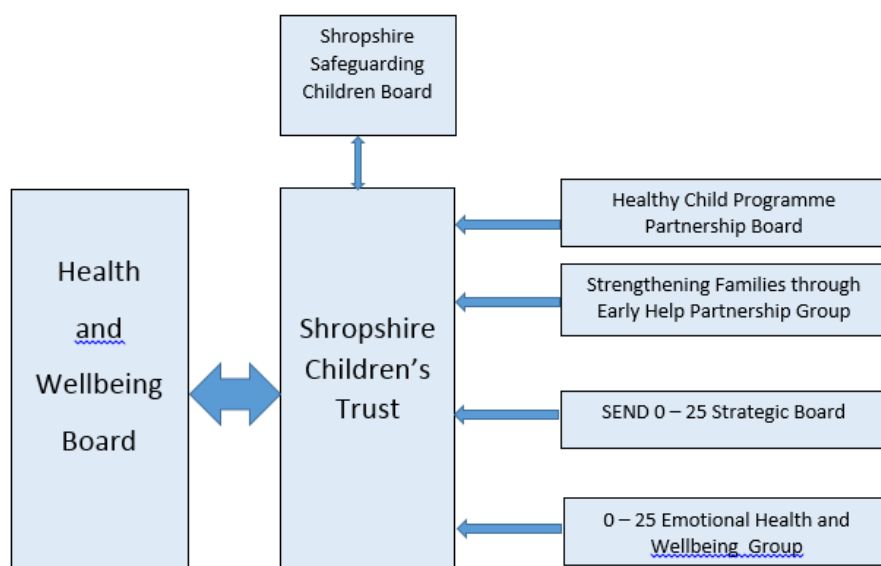 Shropshire
Safeguarding
Children Board
Health
and
Wellbeing
Board
Shropshire
Children's
Trust
Healthy Child Programme
Partnership Board
Strengthening Families through
Early Help Partnership Group
SEND 0 – 25 Strategic Board
0 – 25 Emotional Health and
Wellbeing Group